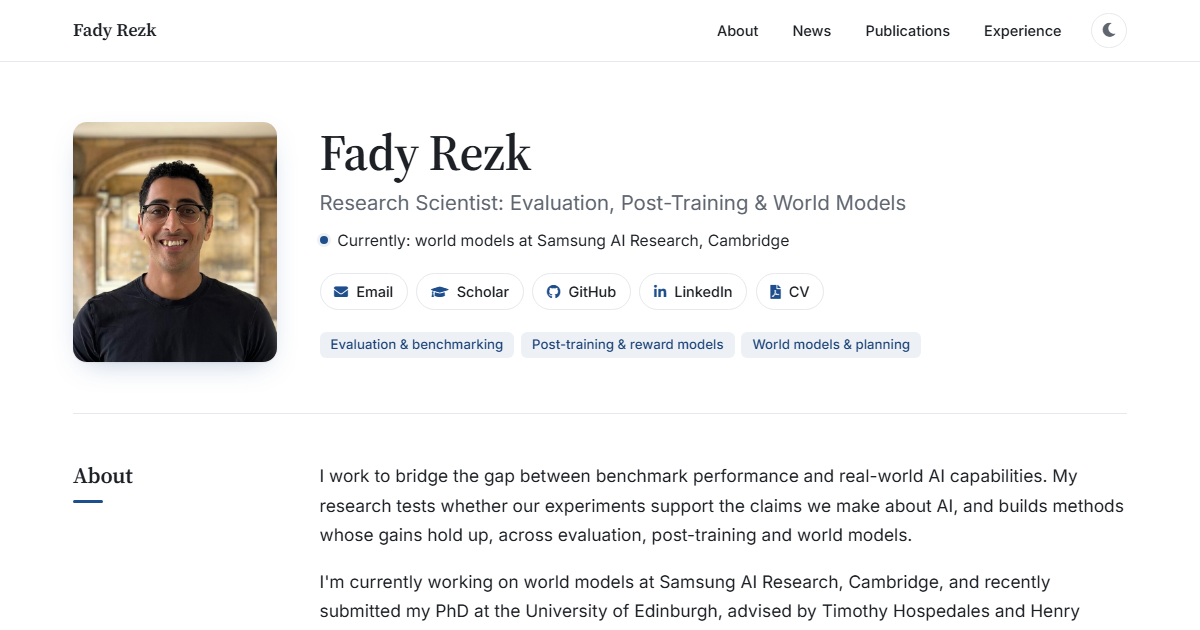 Fady Rezk
About
News
Publications
Experience
Fady Rezk
Research Scientist: Evaluation, Post-Training & World Models
Currently: world models at Samsung AI Research, Cambridge
Email
Scholar
GitHub
LinkedIn
CV
Evaluation & benchmarking
Post-training & reward models
World models & planning
About
I work to bridge the gap between benchmark performance and real-world AI capabilities. My
research tests whether our experiments support the claims we make about AI, and builds methods
whose gains hold up, across evaluation, post-training and world models.
I'm currently working on world models at Samsung AI Research, Cambridge, and recently
submitted my PhD at the University of Edinburgh, advised by Timothy Hospedales and Henry